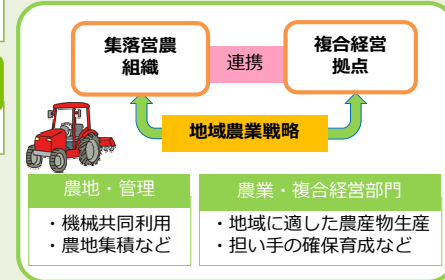 集落営農
組織
連携
複合経営
拠点
地域農業戦略
農地・管理
・機械共同利用
・農地集積など
農業・複合経営部門
・地域に適した農産物生産
・担い手の確保育成など